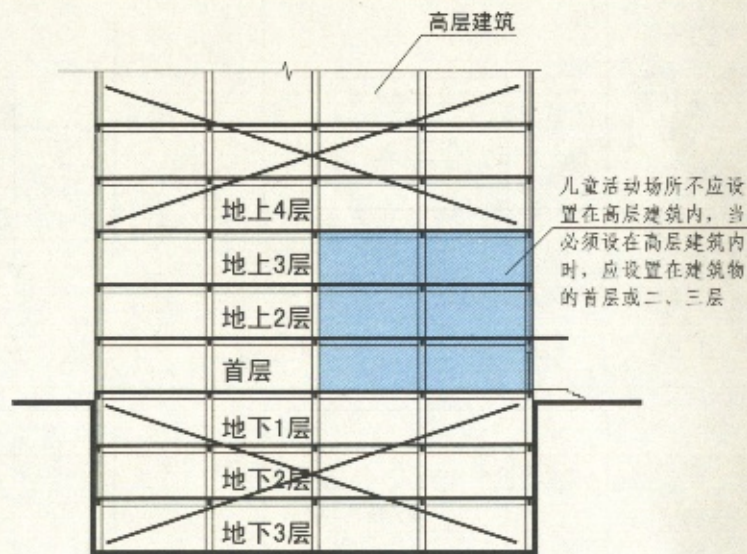 高层建筑
儿童活动场所不应设
置在高层建筑内，当
必须设在高层建筑内
时，应设置在建筑物
的首层或二、三层
地上4层
地上3层
地上2层
首层
地下1层
地下2层
地下3层